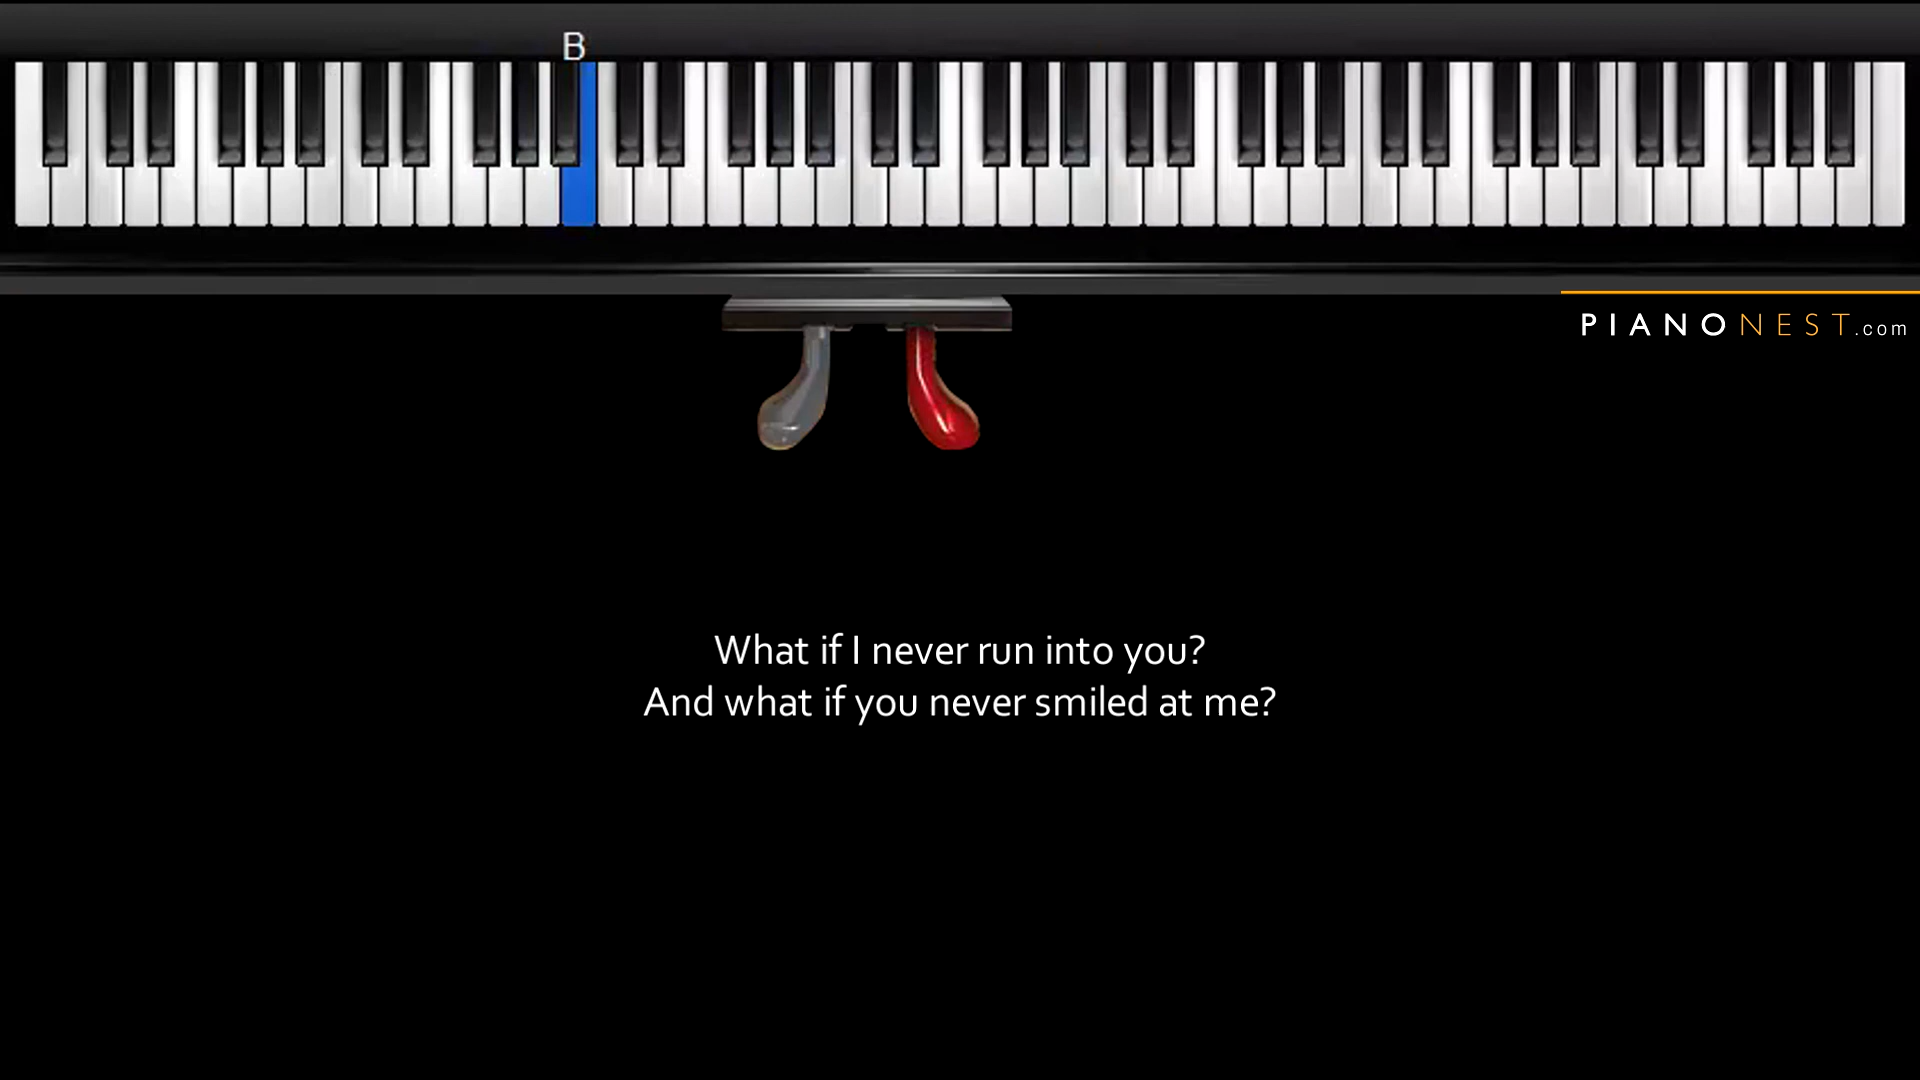 B
PIANONEST.com
What if I never run into you?
And what if you never smiled at me?